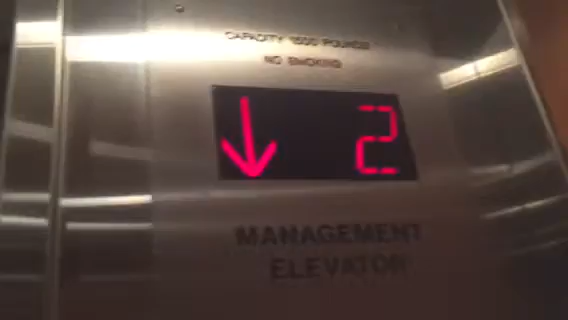 CAPACITY 1500 POUNDS
NO SMOKING
↓ 2
MANAGEMENT
ELEVATOR